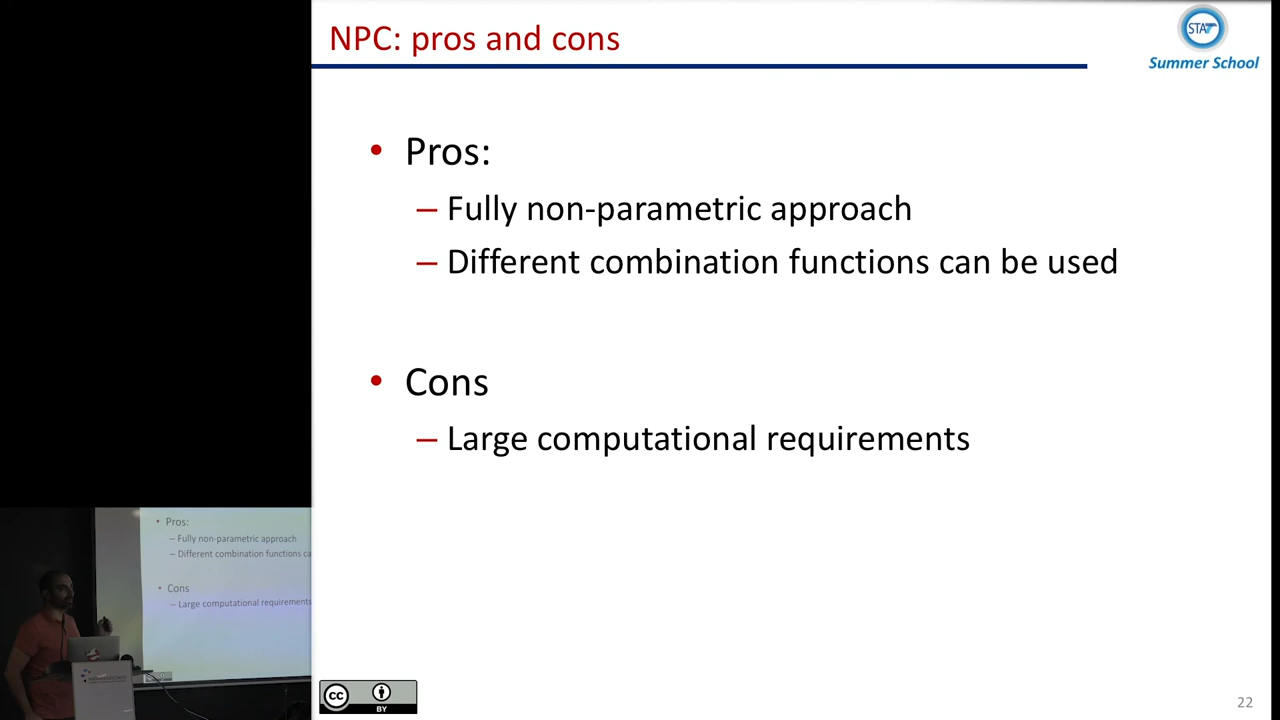 NPC: pros and cons
STAT
Summer School
• Pros:
– Fully non-parametric approach
– Different combination functions can be used
• Cons
– Large computational requirements
• Pros:
– Fully non-parametric approach
– Different combination functions ca
• Cons
– Large computational requirements
cc
BY
22